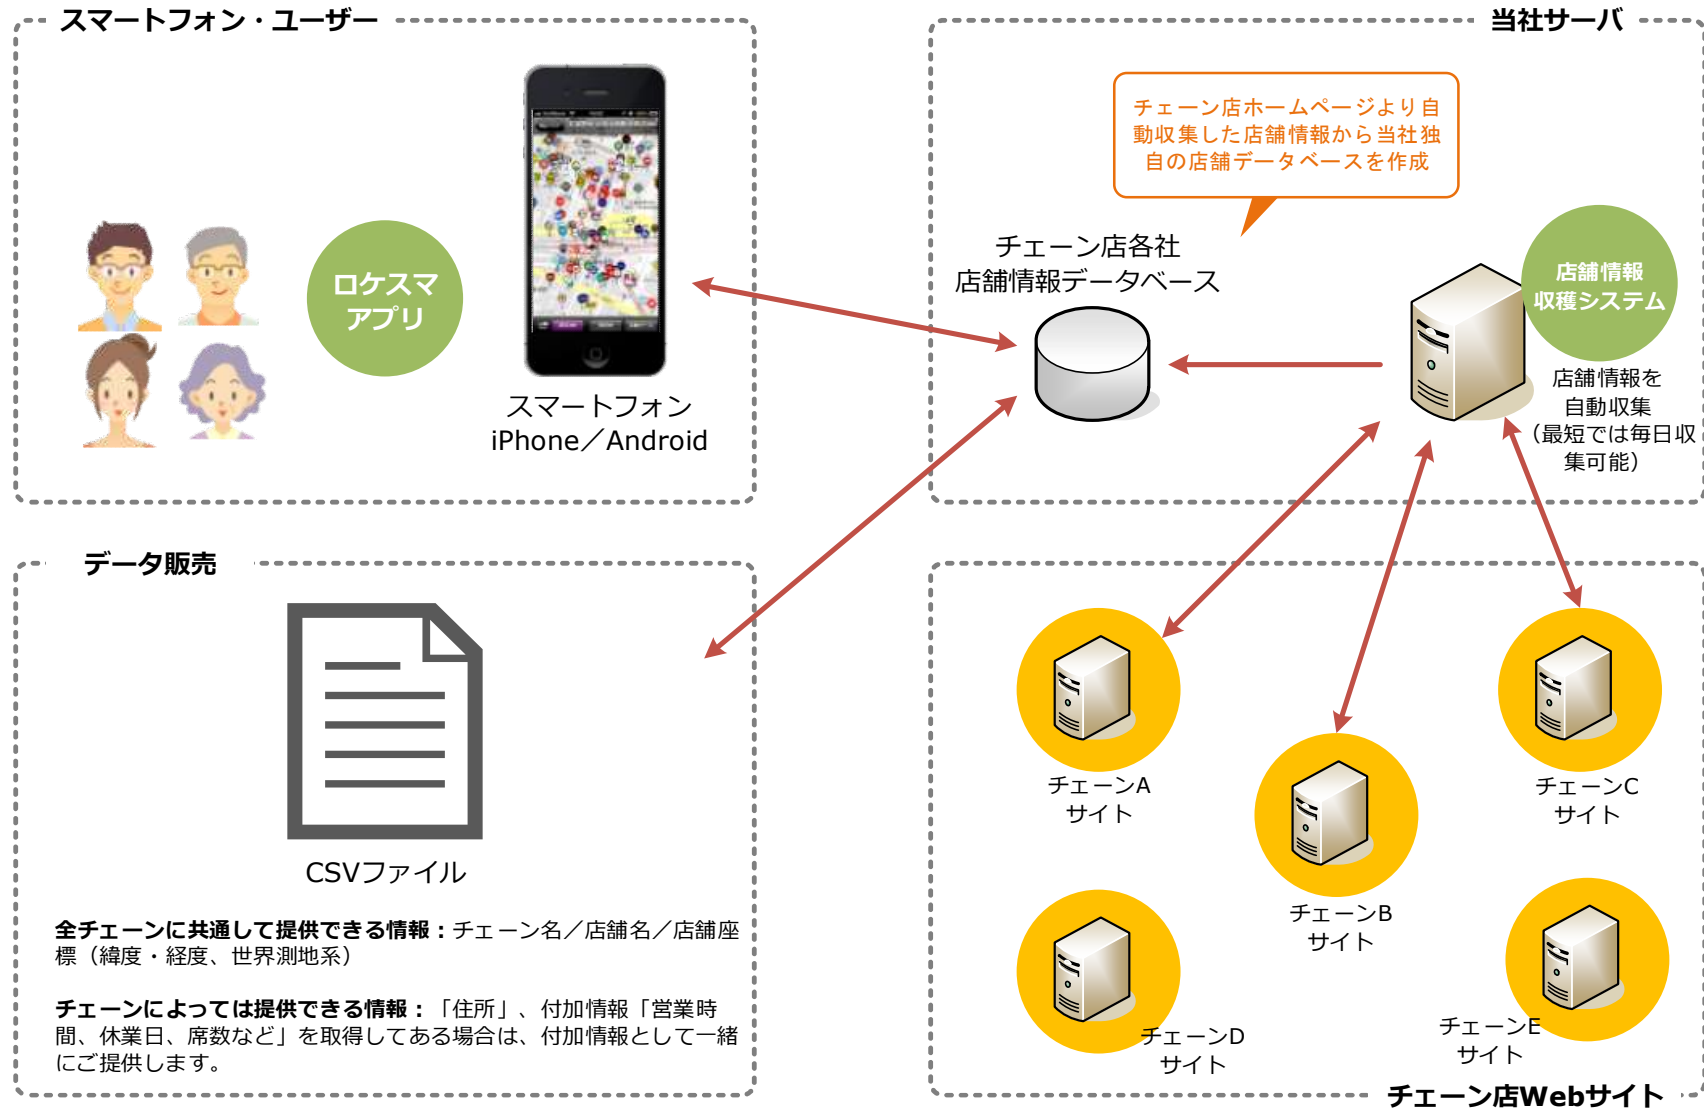 スマートフォン・ユーザー
ロケスマ
アプリ
スマートフォン
iPhone／Android
当社サーバ
チェーン店ホームページより自
動収集した店舗情報から当社独
自の店舗データベースを作成
チェーン店各社
店舗情報データベース
店舗情報
収穫システム
店舗情報を
自動収集
（最短では毎日収
集可能）
データ販売
CSVファイル
全チェーンに共通して提供できる情報：チェーン名／店舗名／店舗座
標（緯度・経度、世界測地系）
チェーンによっては提供できる情報：「住所」、付加情報「営業時
間、休業日、席数など」を取得してある場合は、付加情報として一緒
にご提供します。
チェーンA
サイト
チェーンB
サイト
チェーンC
サイト
チェーンD
サイト
チェーンE
サイト
チェーン店Webサイト